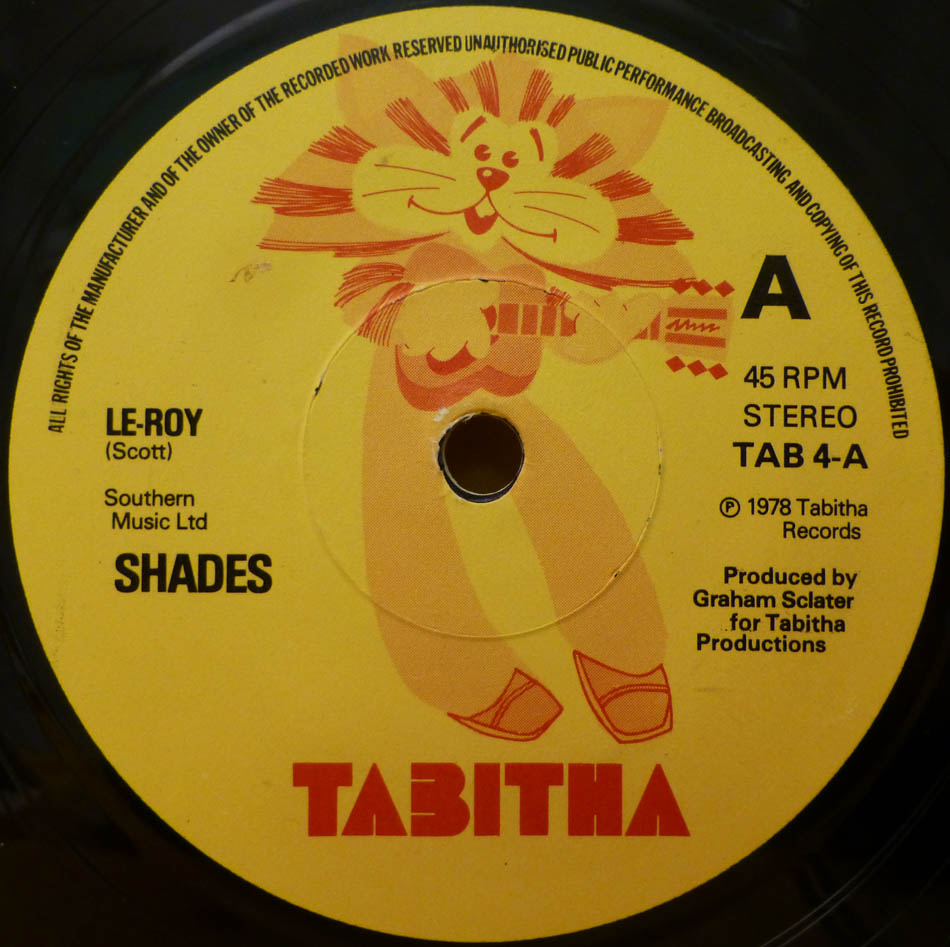 ALL RIGHTS OF THE MANUFACTURER AND OF THE OWNER OF THE RECORDED WORK RESERVED UNAUTHORISED PUBLIC PERFORMANCE BROADCASTING AND COPYING OF THIS RECORD PROHIBITED
A
45 RPM
STEREO
TAB 4-A
LE-ROY
(Scott)
Southern
Music Ltd
SHADES
℗ 1978 Tabitha
Records
Produced by
Graham Sclater
for Tabitha
Productions
TABITHA